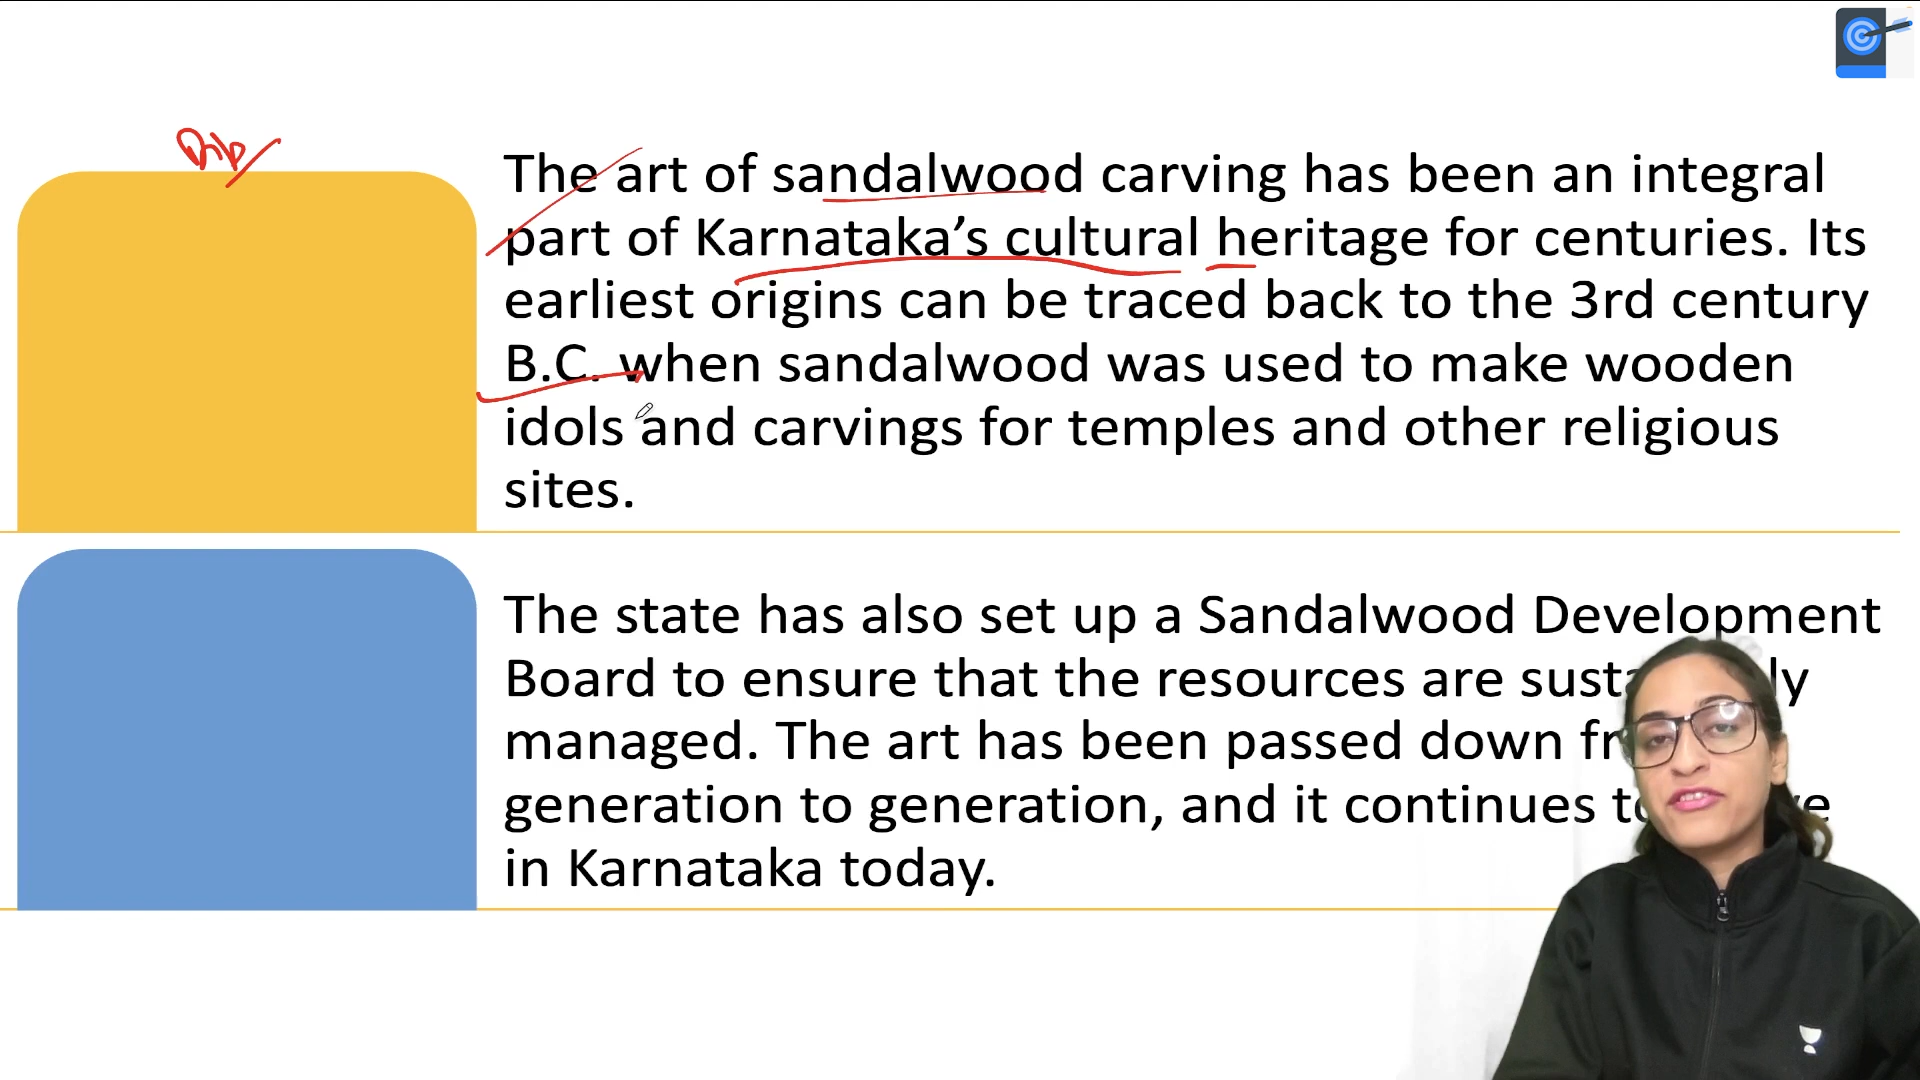 The art of sandalwood carving has been an integral
part of Karnataka’s cultural heritage for centuries. Its
earliest origins can be traced back to the 3rd century
B.C. when sandalwood was used to make wooden
idols and carvings for temples and other religious
sites.
The state has also set up a Sandalwood Development
Board to ensure that the resources are
managed. The art has been passed down
generation to generation, and it continues
in Karnataka today.